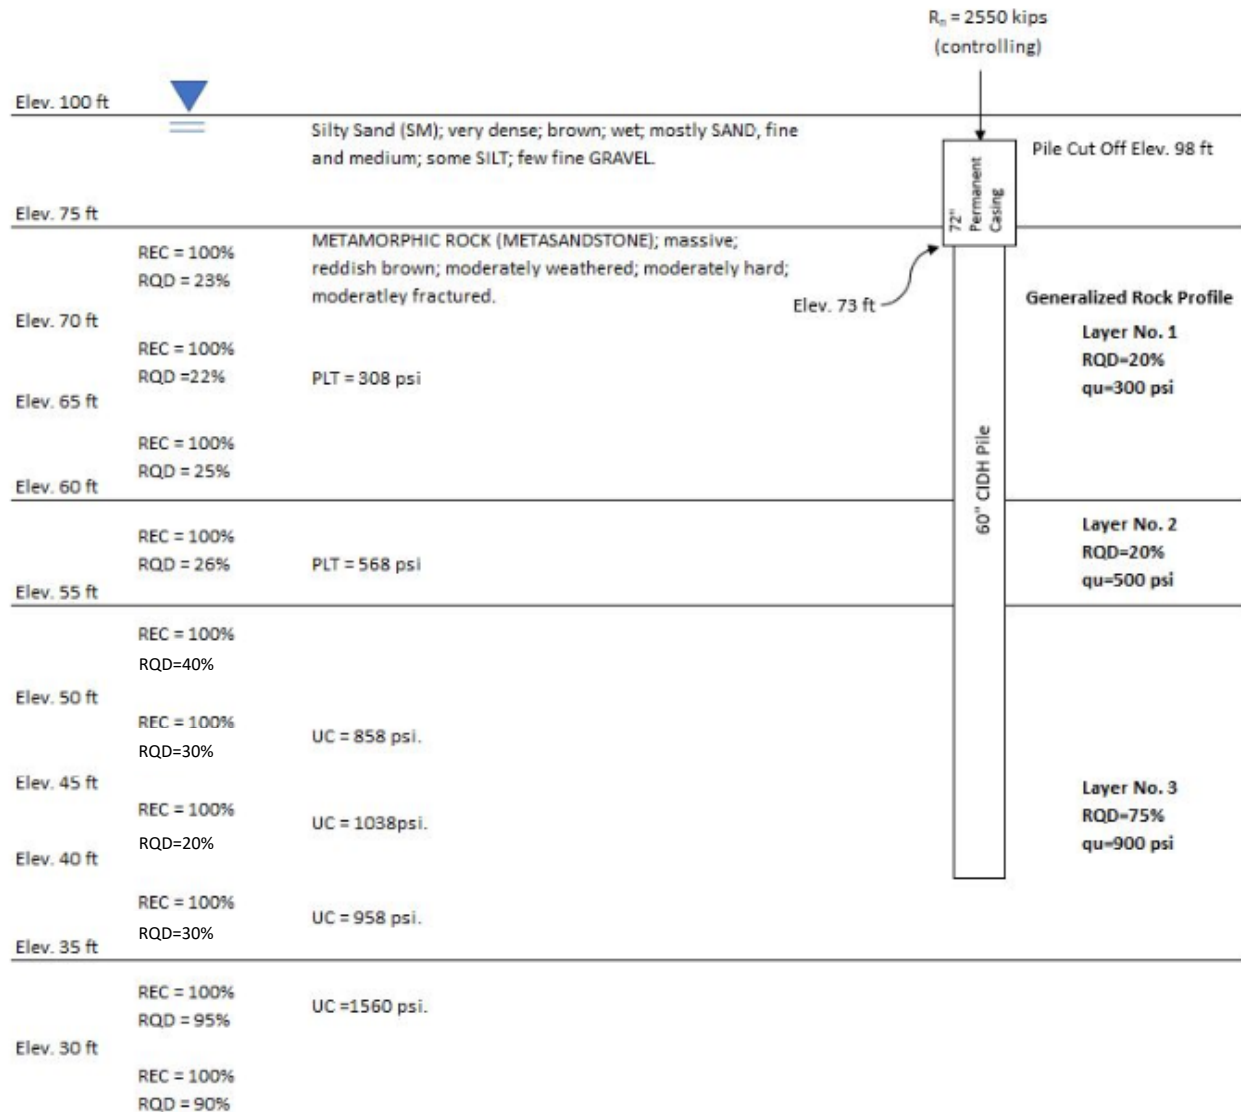 Rₙ = 2550 kips
(controlling)
Elev. 100 ft
Silty Sand (SM); very dense; brown; wet; mostly SAND, fine
and medium; some SILT; few fine GRAVEL.
Pile Cut Off Elev. 98 ft
72"
Permanent
Casing
Elev. 75 ft
REC = 100%
RQD = 23%
METAMORPHIC ROCK (METASANDSTONE); massive;
reddish brown; moderately weathered; moderately hard;
moderatley fractured.
Elev. 73 ft
Generalized Rock Profile
Layer No. 1
RQD=20%
qu=300 psi
Elev. 70 ft
REC = 100%
RQD =22%
PLT = 308 psi
Elev. 65 ft
REC = 100%
RQD = 25%
60" CIDH Pile
Elev. 60 ft
REC = 100%
RQD = 26%
PLT = 568 psi
Layer No. 2
RQD=20%
qu=500 psi
Elev. 55 ft
REC = 100%
RQD=40%
Elev. 50 ft
REC = 100%
RQD=30%
UC = 858 psi.
Elev. 45 ft
REC = 100%
RQD=20%
UC = 1038psi.
Layer No. 3
RQD=75%
qu=900 psi
Elev. 40 ft
REC = 100%
RQD=30%
UC = 958 psi.
Elev. 35 ft
REC = 100%
RQD = 95%
UC =1560 psi.
Elev. 30 ft
REC = 100%
RQD = 90%